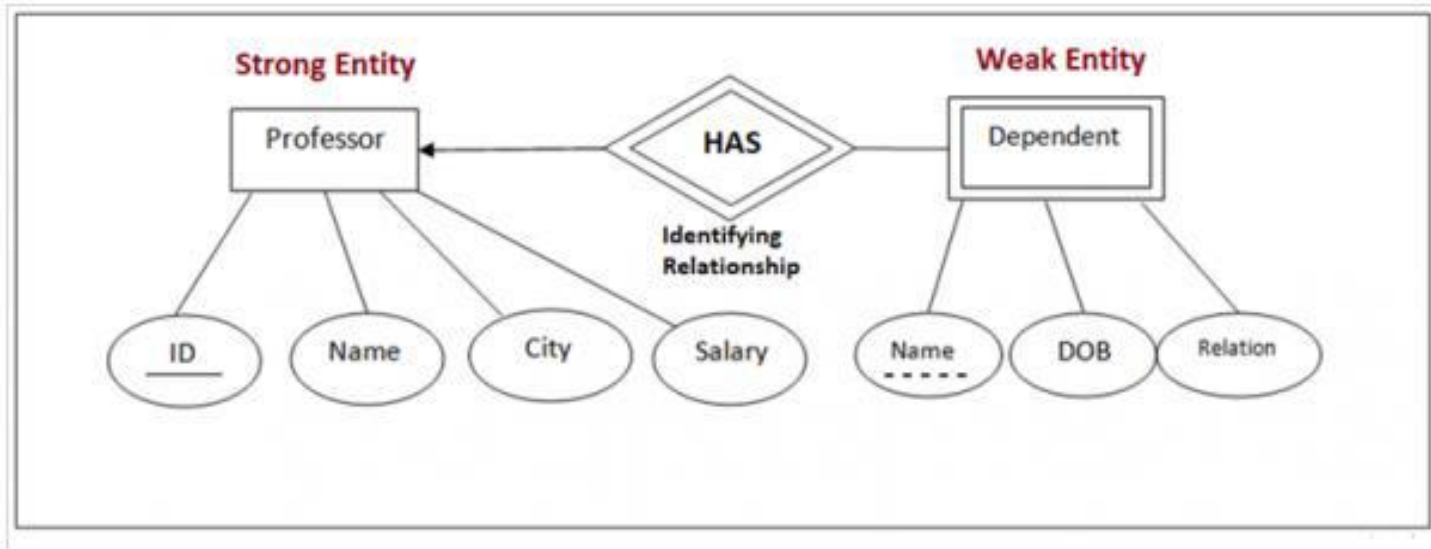 Strong Entity
Weak Entity
Professor
HAS
Dependent
Identifying
Relationship
ID
Name
City
Salary
Name
DOB
Relation